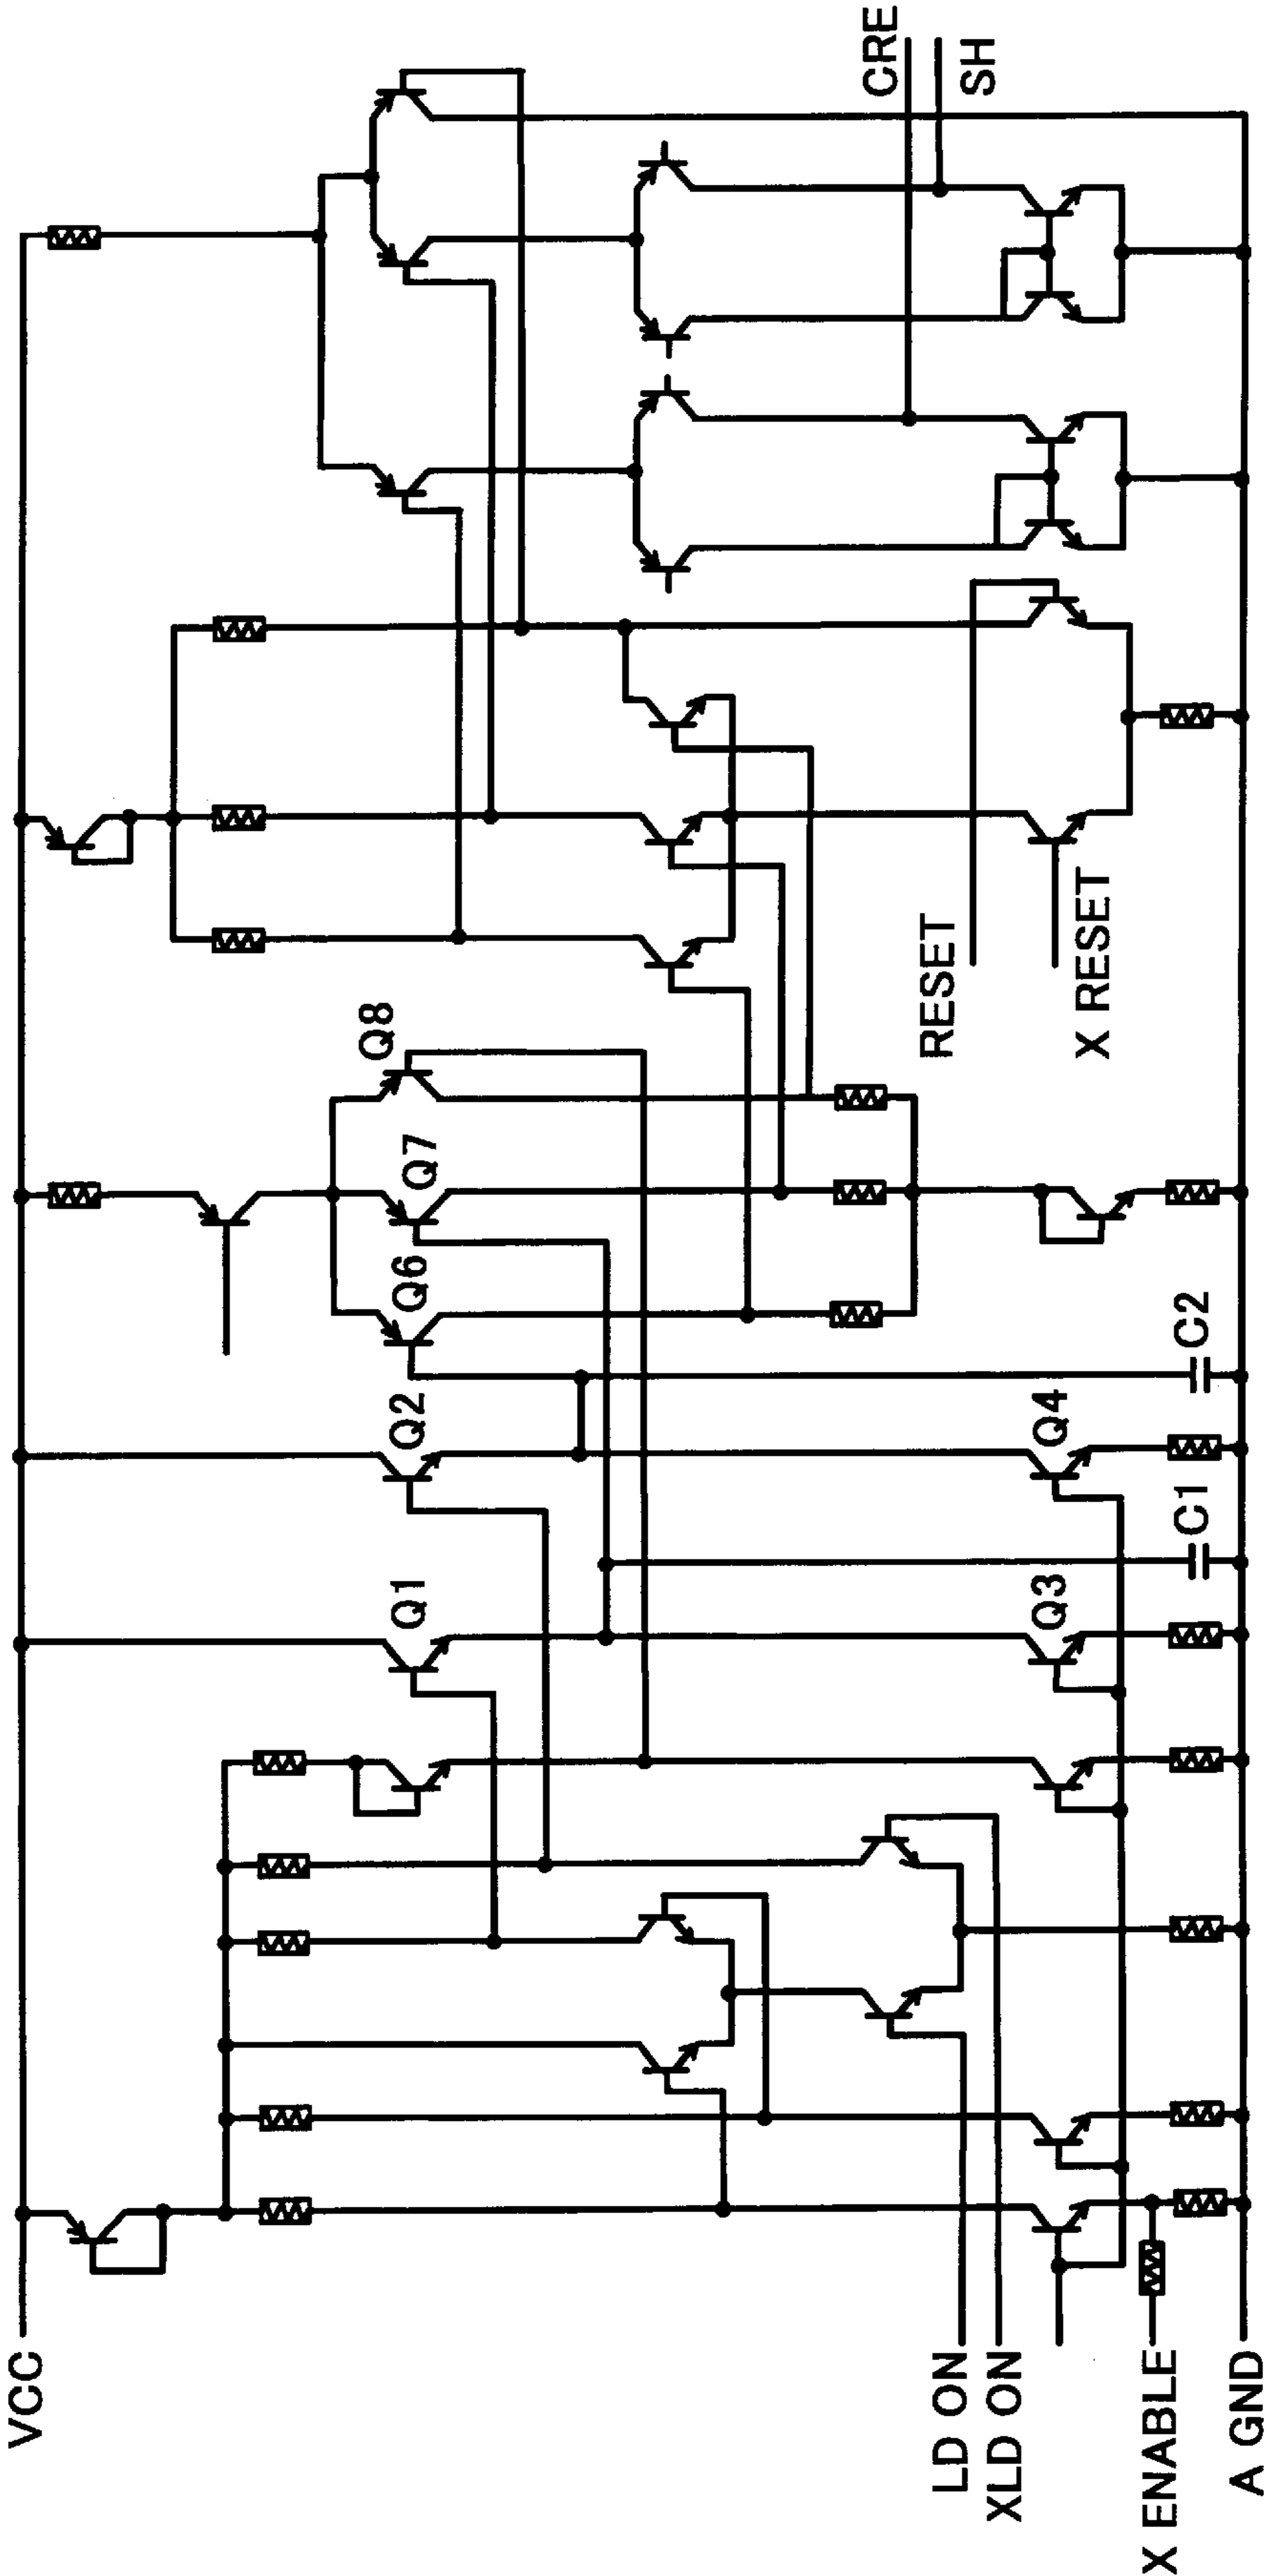 VCC
LD ON
XLD ON
X ENABLE
A GND
Q1
Q2
Q3
Q4
C1
C2
Q6
Q7
Q8
RESET
X RESET
CRE
SH